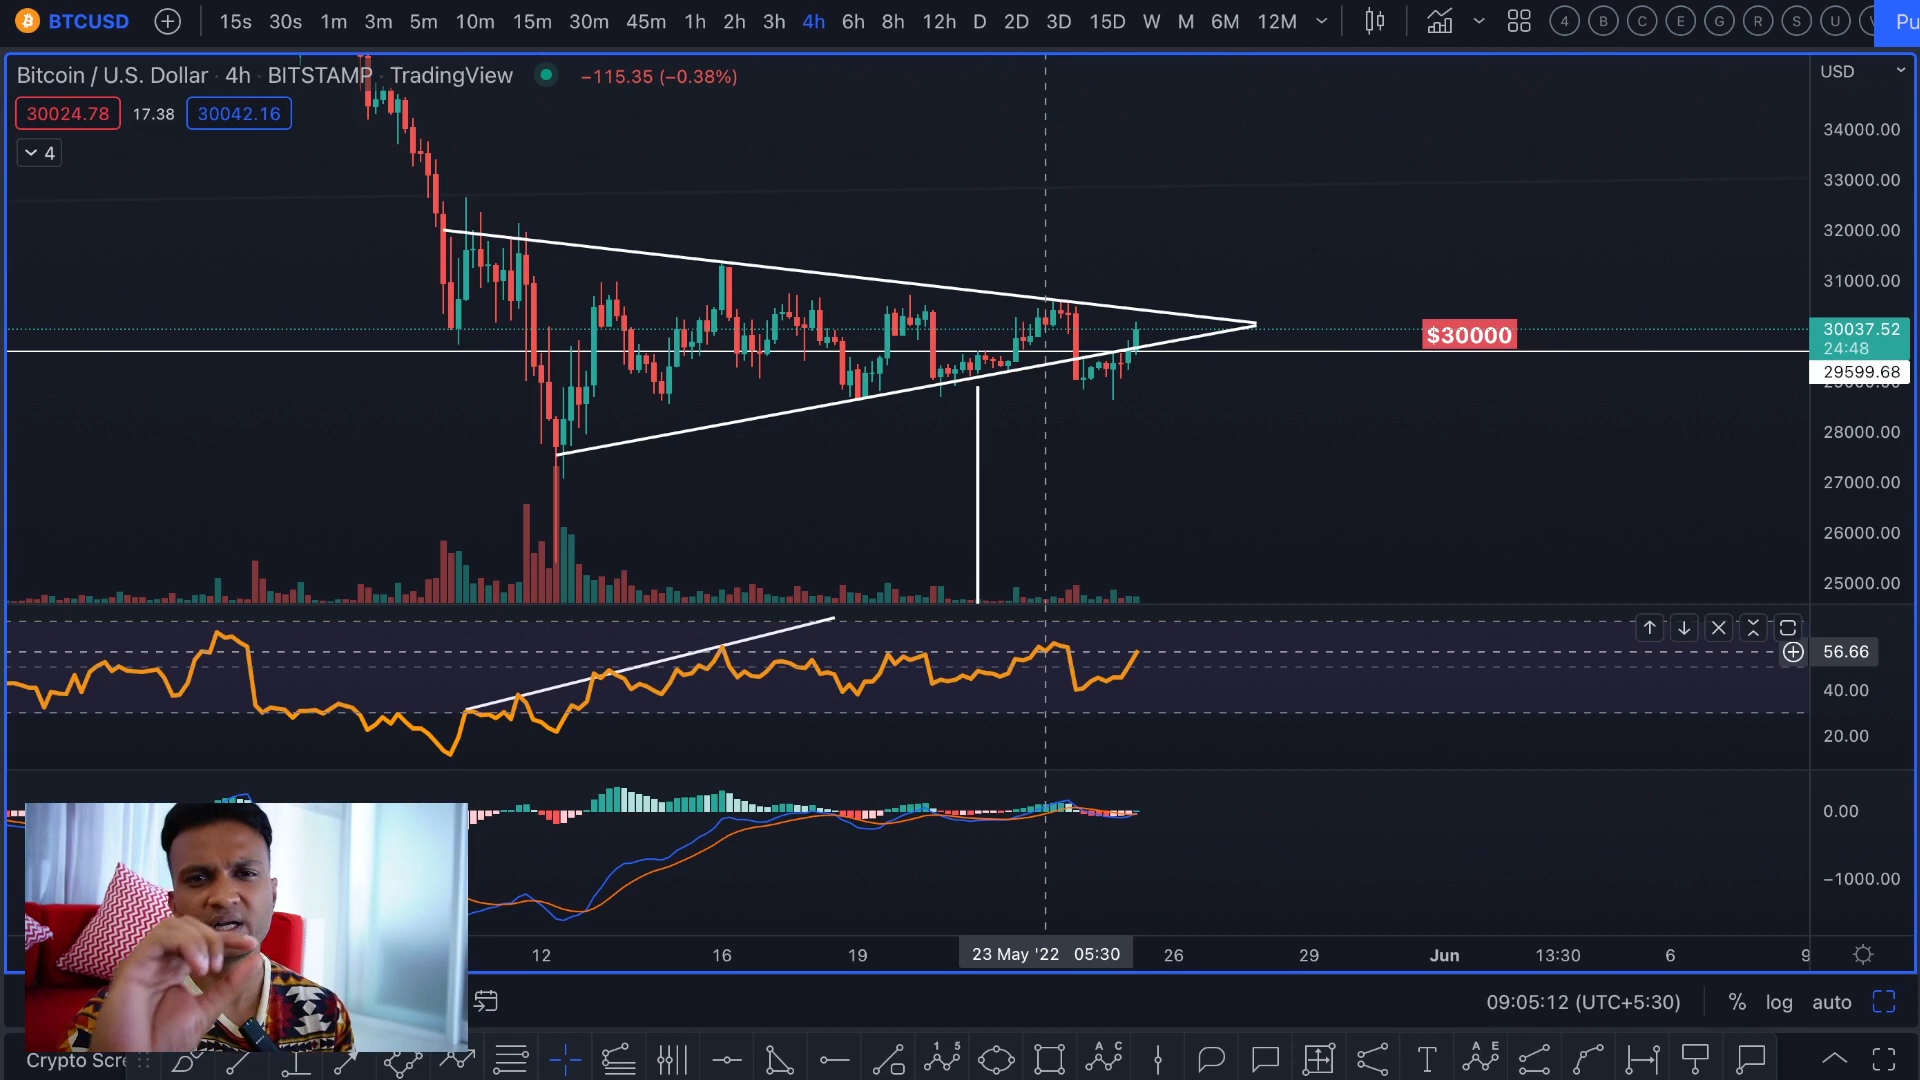 BTCUSD 15s 30s 1m 3m 5m 10m 15m 30m 45m 1h 2h 3h 4h 6h 8h 12h D 2D 3D 15D W M 6M 12M 4 B C E G R S U V Pu
Bitcoin / U.S. Dollar · 4h · BITSTAMP · TradingView −115.35 (−0.38%) USD
30024.78 17.38 30042.16
4
34000.00
33000.00
32000.00
31000.00
$30000
30037.52
24:48
29599.68
28000.00
27000.00
26000.00
25000.00
56.66
40.00
20.00
0.00
−1000.00
12 16 19 23 May '22 05:30 26 29 Jun 13:30 6 9
09:05:12 (UTC+5:30) % log auto
Crypto Scre
1 5 A C T A E